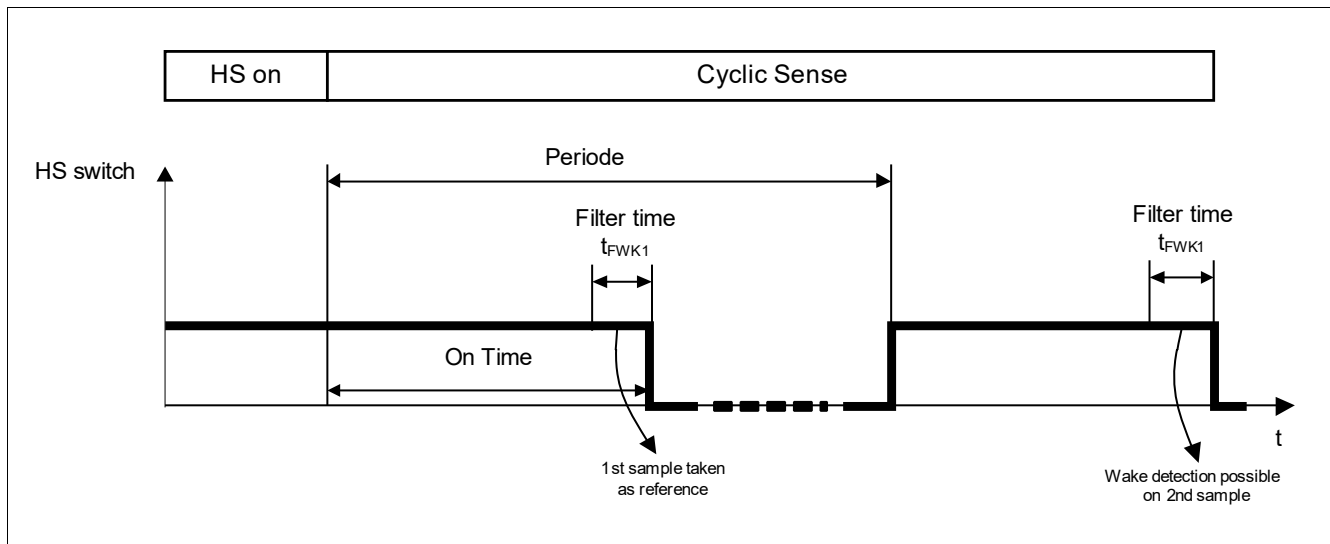 HS on
Cyclic Sense
HS switch
Periode
Filter time
tFWK1
Filter time
tFWK1
On Time
t
1st sample taken
as reference
Wake detection possible
on 2nd sample